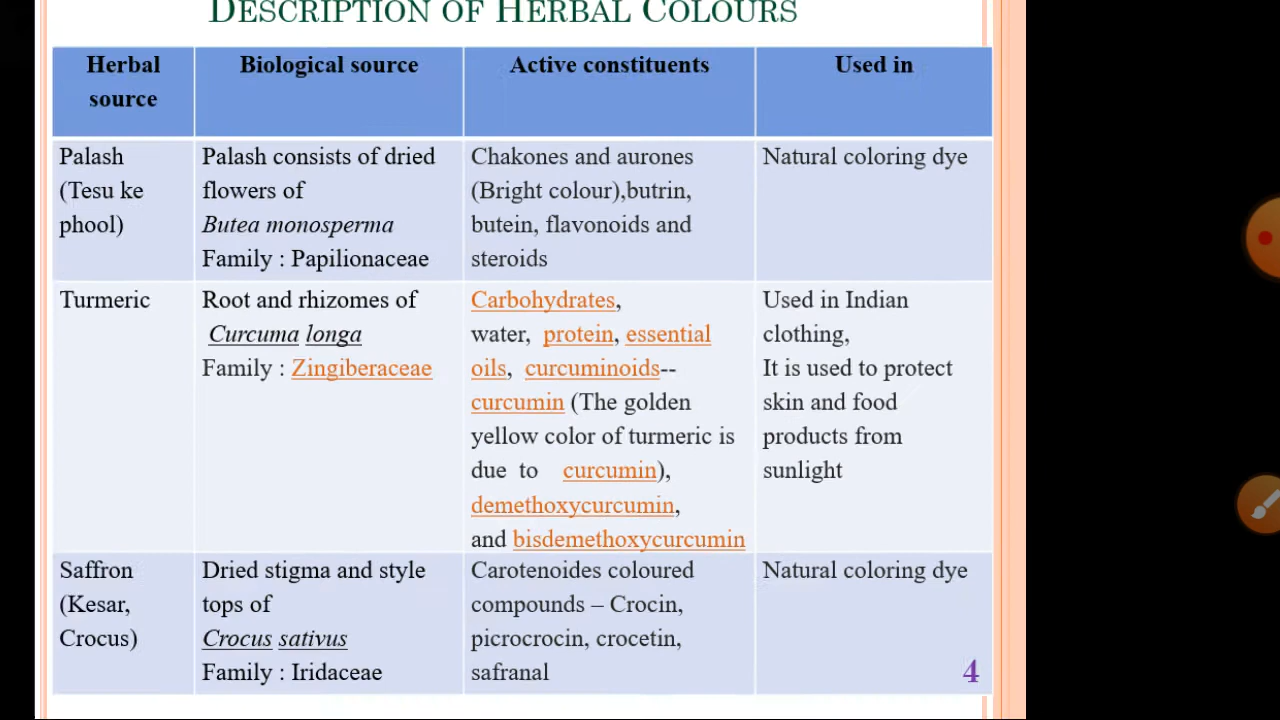 DESCRIPTION OF HERBAL COLOURS
Herbal source
Biological source
Active constituents
Used in
Palash
(Tesu ke
phool)
Palash consists of dried
flowers of
Butea monosperma
Family : Papilionaceae
Chakones and aurones
(Bright colour),butrin,
butein, flavonoids and
steroids
Natural coloring dye
Turmeric
Root and rhizomes of
Curcuma longa
Family : Zingiberaceae
Carbohydrates,
water, protein, essential
oils, curcuminoids--
curcumin (The golden
yellow color of turmeric is
due to curcumin),
demethoxycurcumin,
and bisdemethoxycurcumin
Used in Indian
clothing,
It is used to protect
skin and food
products from
sunlight
Saffron
(Kesar,
Crocus)
Dried stigma and style
tops of
Crocus sativus
Family : Iridaceae
Carotenoides coloured
compounds – Crocin,
picrocrocin, crocetin,
safranal
Natural coloring dye
4